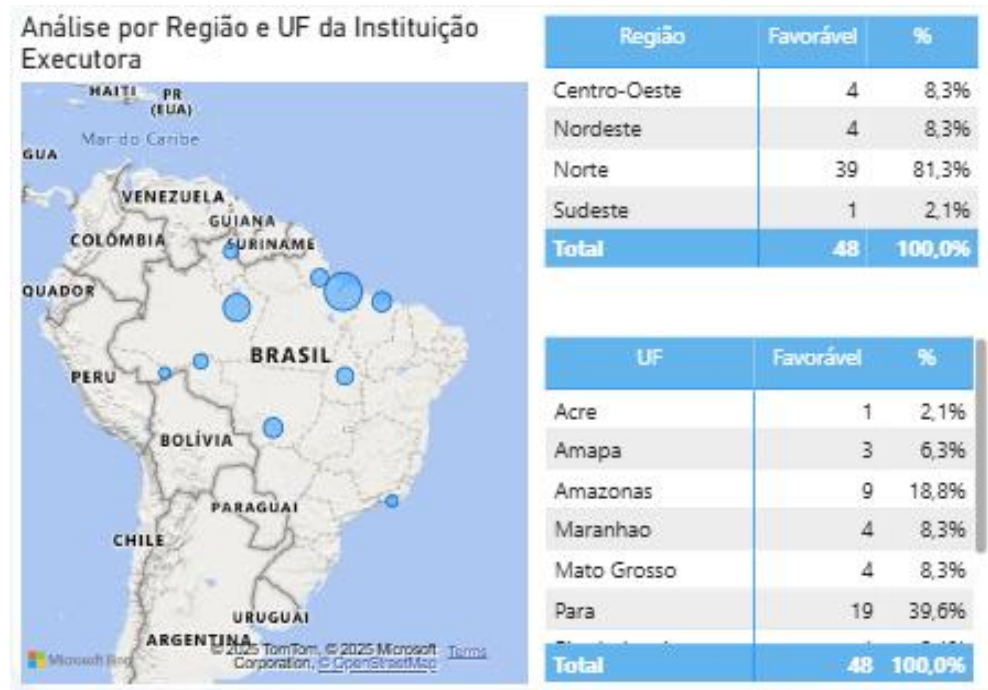 Análise por Região e UF da Instituição
Executora
HAITI PR
(EUA)
Mar do Caribe
GUA
VENEZUELA
GUIANA
COLÔMBIA
SURINAME
QUADOR
BRASIL
PERU
BOLÍVIA
PARAGUAI
CHILE
URUGUAI
ARGENTINA
Microsoft Bing
© 2025 TomTom, © 2025 Microsoft Terms
Corporation, © OpenStreetMap
Região Favorável %
Centro-Oeste 4 8,3%
Nordeste 4 8,3%
Norte 39 81,3%
Sudeste 1 2,1%
Total 48 100,0%
UF Favorável %
Acre 1 2,1%
Amapa 3 6,3%
Amazonas 9 18,8%
Maranhao 4 8,3%
Mato Grosso 4 8,3%
Para 19 39,6%
Total 48 100,0%